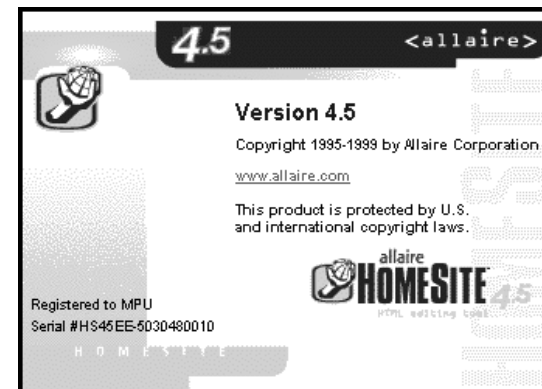 4.5 <allaire>
Version 4.5
Copyright 1995-1999 by Allaire Corporation
www.allaire.com
This product is protected by U.S.
and international copyright laws.
allaire
HOMESITE 4.5
HTML editing tool
Registered to MPU
Serial #HS45EE-5030480010
HOMESITE
HOMESITE